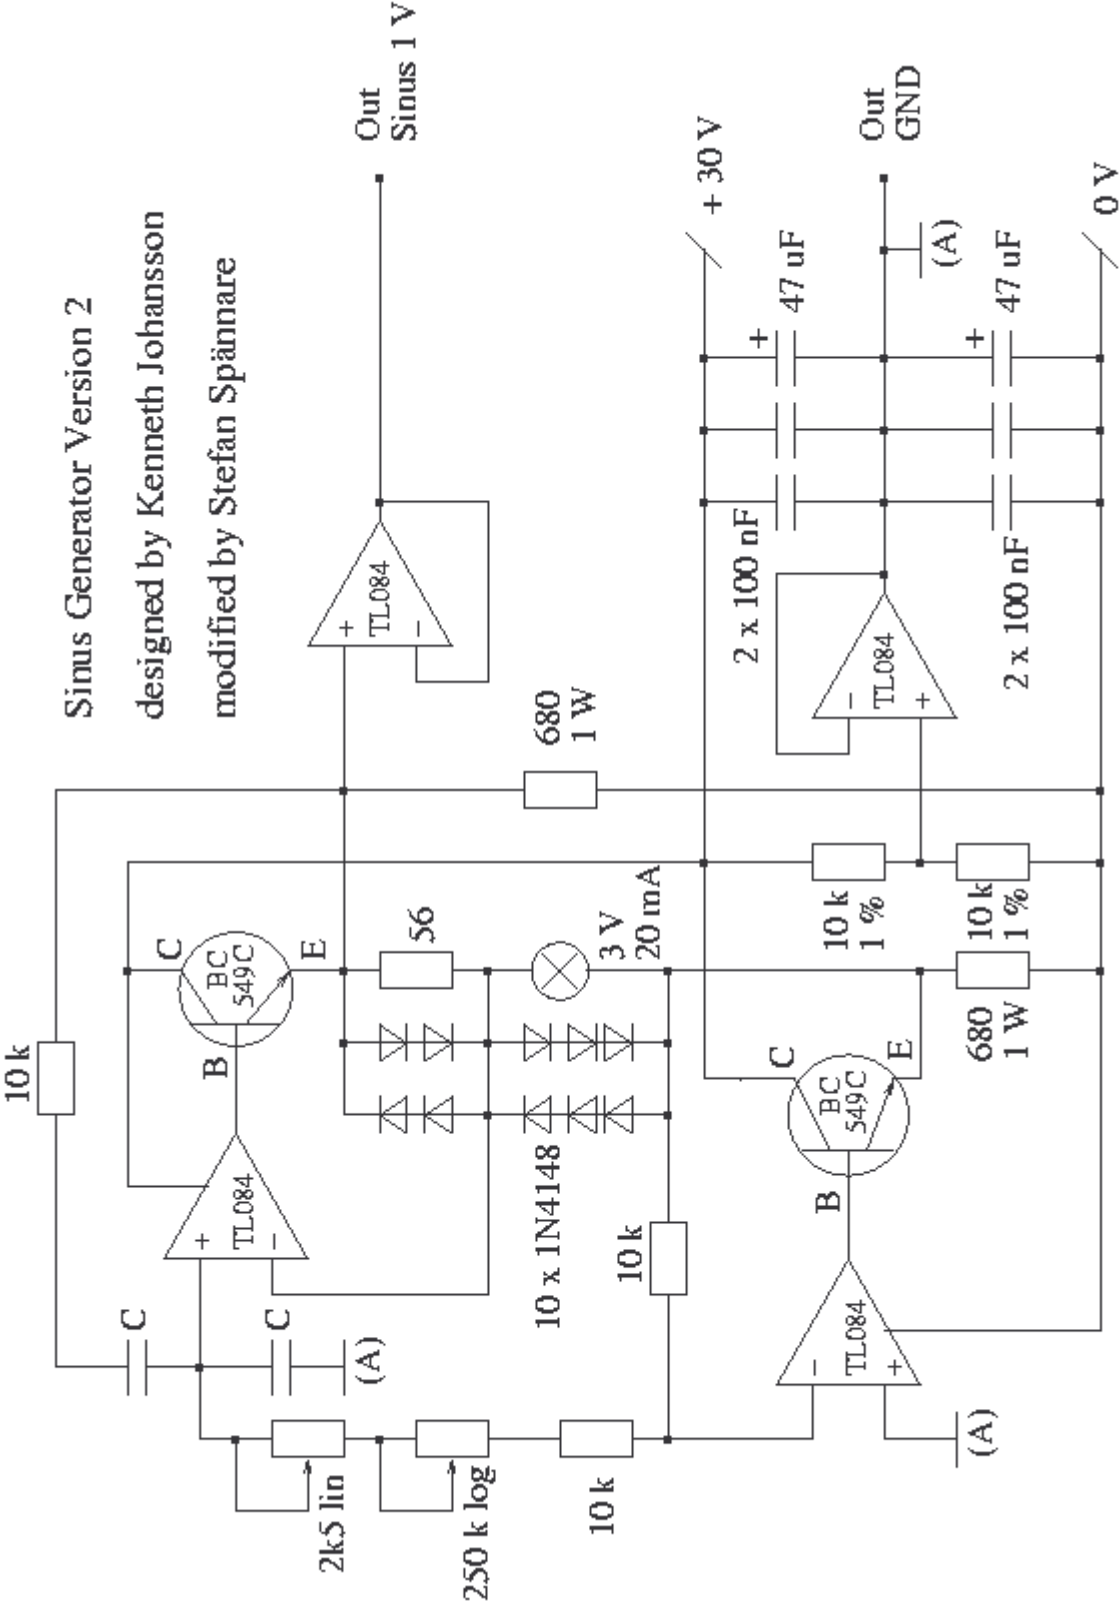 Sinus Generator Version 2
designed by Kenneth Johansson
modified by Stefan Spännare
10 k
C
C
(A)
2k5 lin
250 k log
10 k
+
TL084
−
B
C
BC
549C
E
56
10 x 1N4148
3 V
20 mA
10 k
680
1 W
+
TL084
−
Out
Sinus 1 V
−
TL084
+
(A)
B
C
BC
549C
E
680
1 W
10 k
1 %
10 k
1 %
−
TL084
+
2 x 100 nF
2 x 100 nF
+
47 uF
+
47 uF
+ 30 V
Out
GND
(A)
0 V